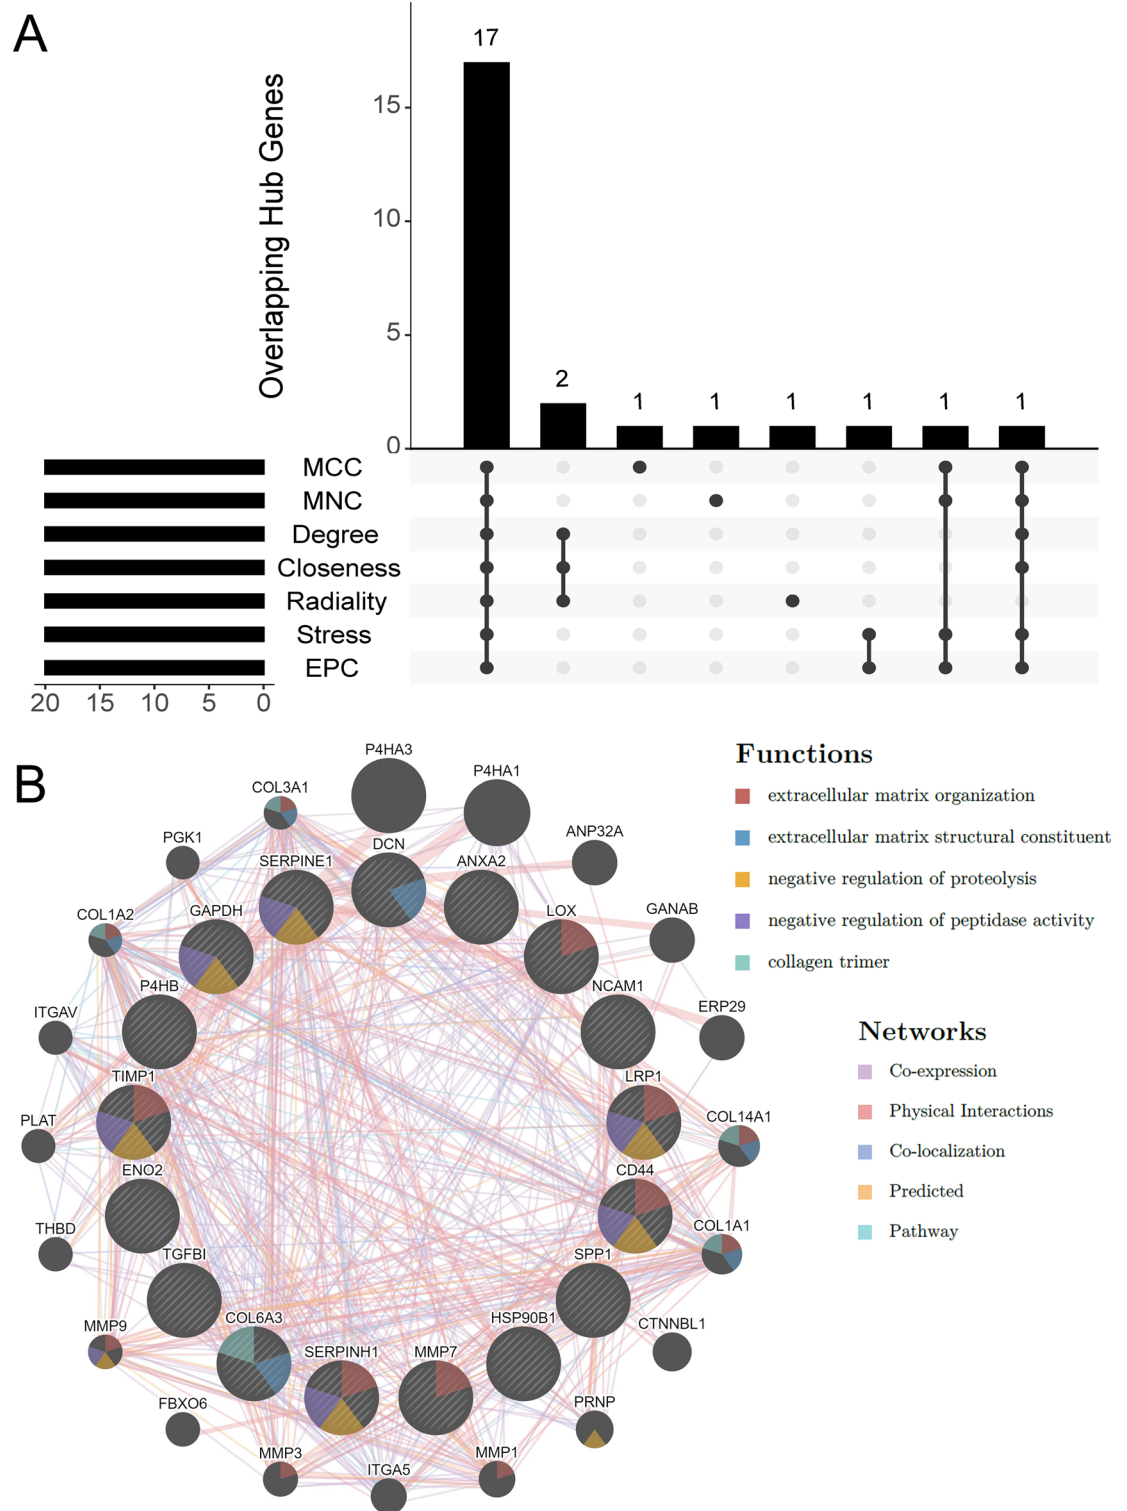 A
Overlapping Hub Genes
15
10
5
0
17
2
1
1
1
1
1
1
MCC
MNC
Degree
Closeness
Radiality
Stress
EPC
20 15 10 5 0
B
P4HA3
P4HA1
COL3A1
ANP32A
PGK1
DCN
SERPINE1
ANXA2
GAPDH
LOX
GANAB
COL1A2
P4HB
NCAM1
ITGAV
ERP29
TIMP1
LRP1
PLAT
COL14A1
ENO2
CD44
THBD
COL1A1
TGFBI
SPP1
MMP9
COL6A3
HSP90B1
CTNNBL1
SERPINH1
MMP7
FBXO6
PRNP
MMP3
ITGA5
MMP1
Functions
extracellular matrix organization
extracellular matrix structural constituent
negative regulation of proteolysis
negative regulation of peptidase activity
collagen trimer
Networks
Co-expression
Physical Interactions
Co-localization
Predicted
Pathway